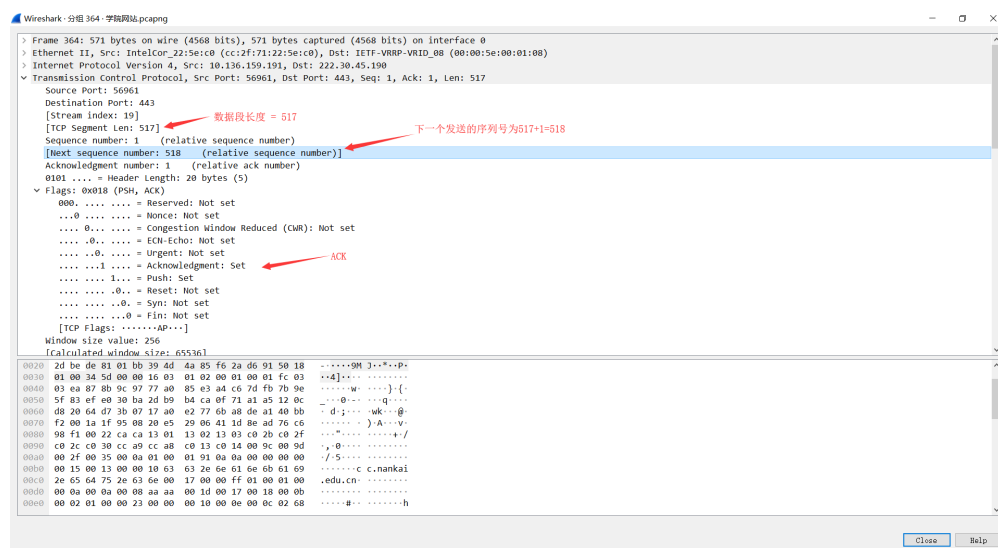 Wireshark · 分组 364 · 学院网站.pcapng
Frame 364: 571 bytes on wire (4568 bits), 571 bytes captured (4568 bits) on interface 0
Ethernet II, Src: IntelCor_22:5e:c0 (cc:2f:71:22:5e:c0), Dst: IETF-VRRP-VRID_08 (00:00:5e:00:01:08)
Internet Protocol Version 4, Src: 10.136.159.191, Dst: 222.30.45.190
Transmission Control Protocol, Src Port: 56961, Dst Port: 443, Seq: 1, Ack: 1, Len: 517
Source Port: 56961
Destination Port: 443
[Stream index: 19]
数据段长度 = 517
[TCP Segment Len: 517]
下一个发送的序列号为517+1=518
Sequence number: 1 (relative sequence number)
[Next sequence number: 518 (relative sequence number)]
Acknowledgment number: 1 (relative ack number)
0101 .... = Header Length: 20 bytes (5)
Flags: 0x018 (PSH, ACK)
000. .... .... = Reserved: Not set
...0 .... .... = Nonce: Not set
.... 0... .... = Congestion Window Reduced (CWR): Not set
.... .0.. .... = ECN-Echo: Not set
.... ..0. .... = Urgent: Not set
.... ...1 .... = Acknowledgment: Set
ACK
.... .... 1... = Push: Set
.... .... .0.. = Reset: Not set
.... .... ..0. = Syn: Not set
.... .... ...0 = Fin: Not set
[TCP Flags: ·······AP···]
Window size value: 256
[Calculated window size: 65536]
0020 2d be de 81 01 bb 39 4d 4a 85 f6 2a d6 91 50 18 -·····9M J··*··P·
0030 01 00 34 5d 00 00 16 03 01 02 00 01 00 01 fc 03 ··4]···· ········
0040 03 ea 87 8b 9c 97 77 a0 85 e3 a4 c6 7d fb 7b 9e ······w· ····}·{·
0050 5f 83 ef e0 30 ba 2d b9 b4 ca 0f 71 a1 a5 12 0c _···0·-· ···q····
0060 d8 20 64 d7 3b 07 17 a0 e2 77 6b a8 de a1 40 bb · d·;··· ·wk···@·
0070 f2 00 1a 1f 95 08 20 e5 29 06 41 1d 8e ad 76 c6 ······ · )·A···v·
0080 98 f1 00 22 ca ca 13 01 13 02 13 03 c0 2b c0 2f ···"···· ·····+·/
0090 c0 2c c0 30 cc a9 cc a8 c0 13 c0 14 00 9c 00 9d ·,·0···· ········
00a0 00 2f 00 35 00 0a 01 00 01 91 0a 0a 00 00 00 00 ·/·5···· ········
00b0 00 15 00 13 00 00 10 63 63 2e 6e 61 6e 6b 61 69 ·······c c.nankai
00c0 2e 65 64 75 2e 63 6e 00 17 00 00 ff 01 00 01 00 .edu.cn· ········
00d0 00 0a 00 0a 00 08 aa aa 00 1d 00 17 00 18 00 0b ········ ········
00e0 00 02 01 00 00 23 00 00 00 10 00 0e 00 0c 02 68 ·····#·· ·······h
Close Help